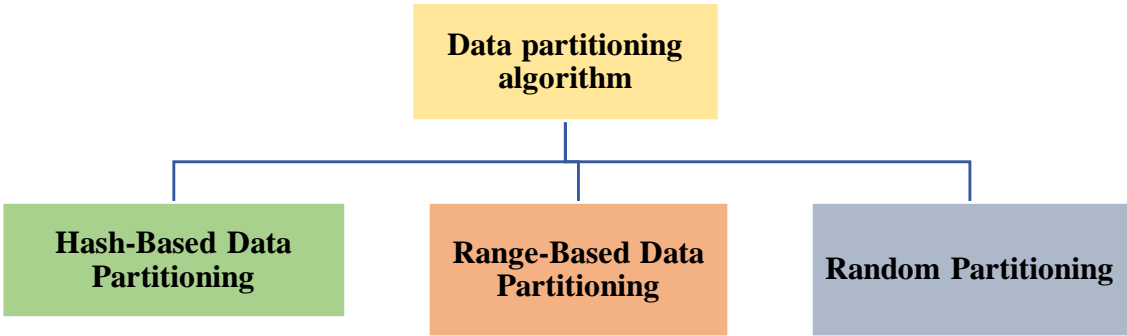 Data partitioning
algorithm
Hash-Based Data
Partitioning
Range-Based Data
Partitioning
Random Partitioning